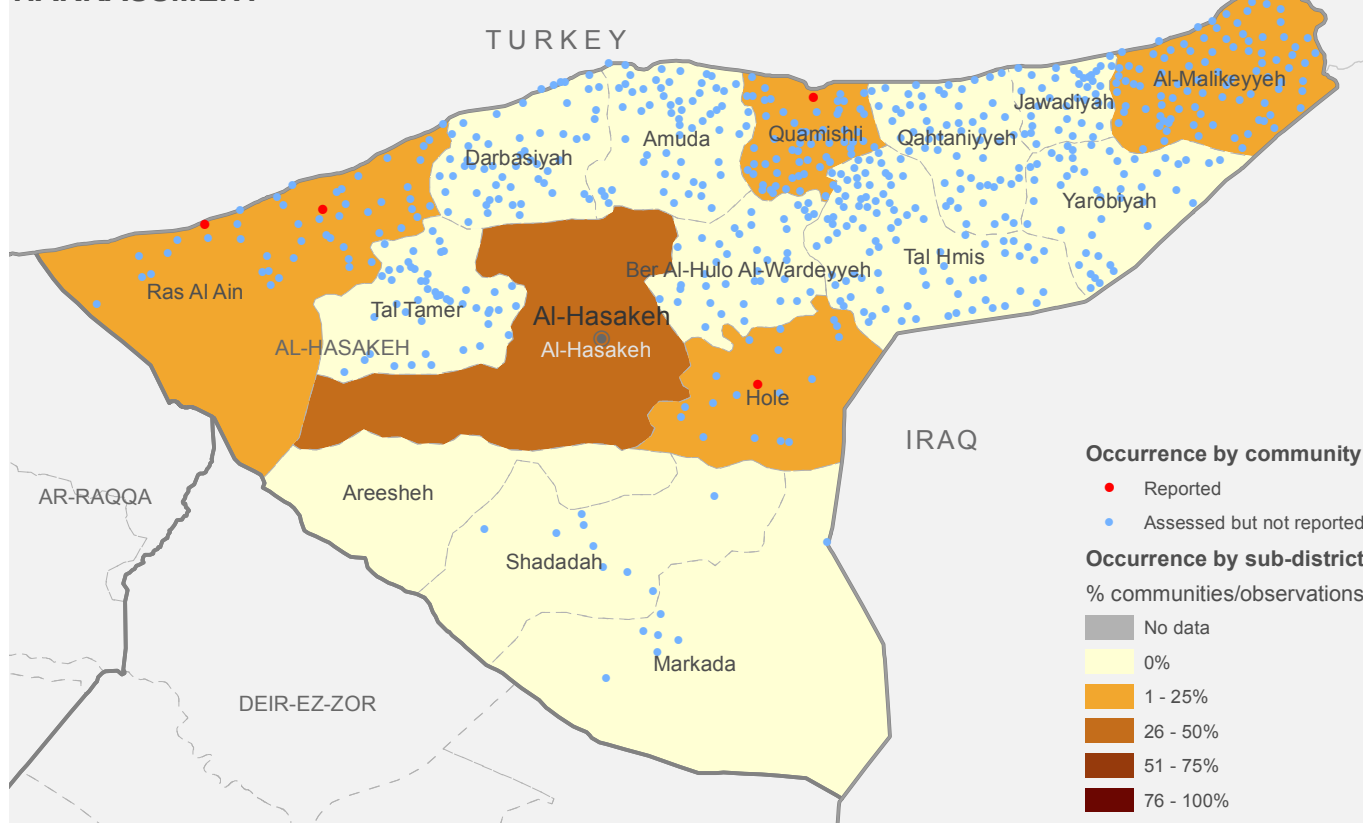 TURKEY
Al-Malikeyyeh
Jawadiyah
Quamishli
Qahtaniyyeh
Amuda
Darbasiyah
Yarobiyah
Tal Hmis
Ber Al-Hulo Al-Wardeyyeh
Ras Al Ain
Tal Tamer
Al-Hasakeh
AL-HASAKEH
Al-Hasakeh
Hole
IRAQ
Areesheh
AR-RAQQA
Shadadah
Markada
DEIR-EZ-ZOR
Occurrence by community
Reported
Assessed but not reported
Occurrence by sub-district
% communities/observations
No data
0%
1 - 25%
26 - 50%
51 - 75%
76 - 100%